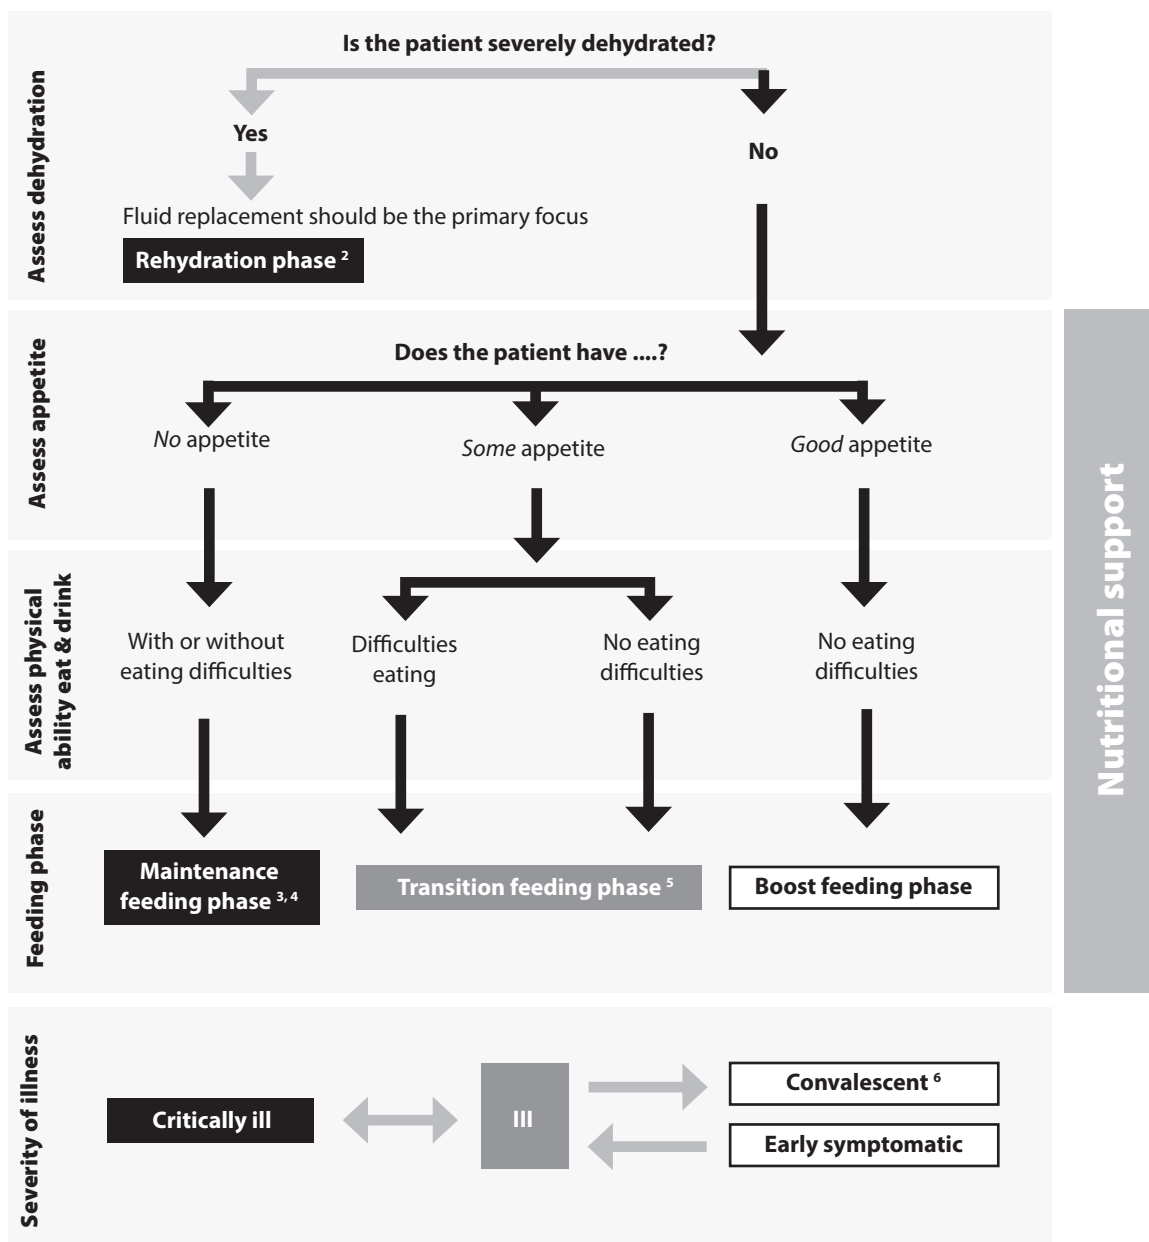 Is the patient severely dehydrated?
Assess dehydration
Yes
No
Fluid replacement should be the primary focus
Rehydration phase 2
Assess appetite
Does the patient have ....?
No appetite
Some appetite
Good appetite
Assess physical
ability eat & drink
With or without
eating difficulties
Difficulties
eating
No eating
difficulties
No eating
difficulties
Feeding phase
Maintenance
feeding phase 3, 4
Transition feeding phase 5
Boost feeding phase
Nutritional support
Severity of illness
Critically ill
Ill
Convalescent 6
Early symptomatic